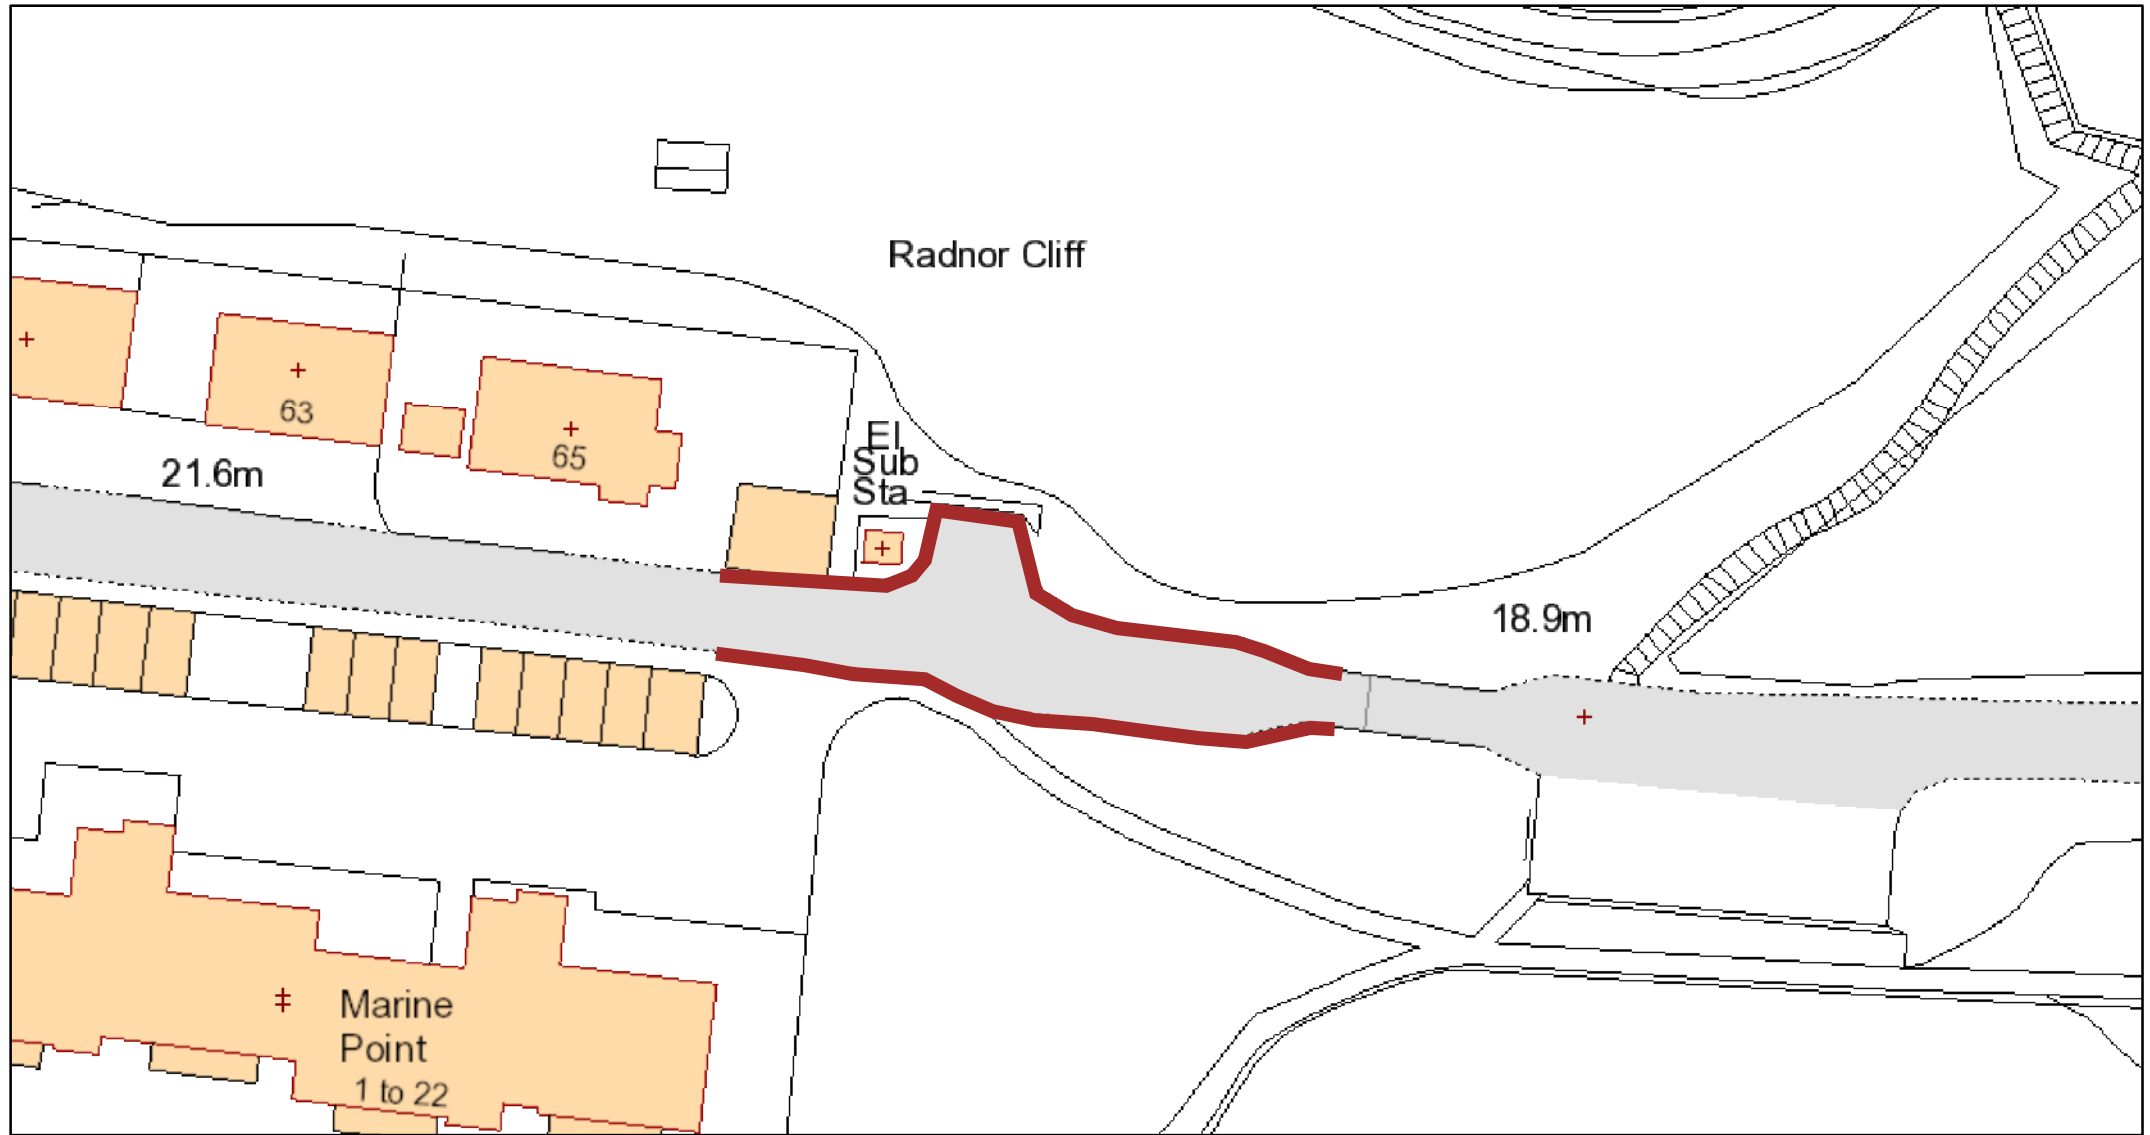 Radnor Cliff
63
65
El
Sub
Sta
21.6m
18.9m
Marine
Point
1 to 22